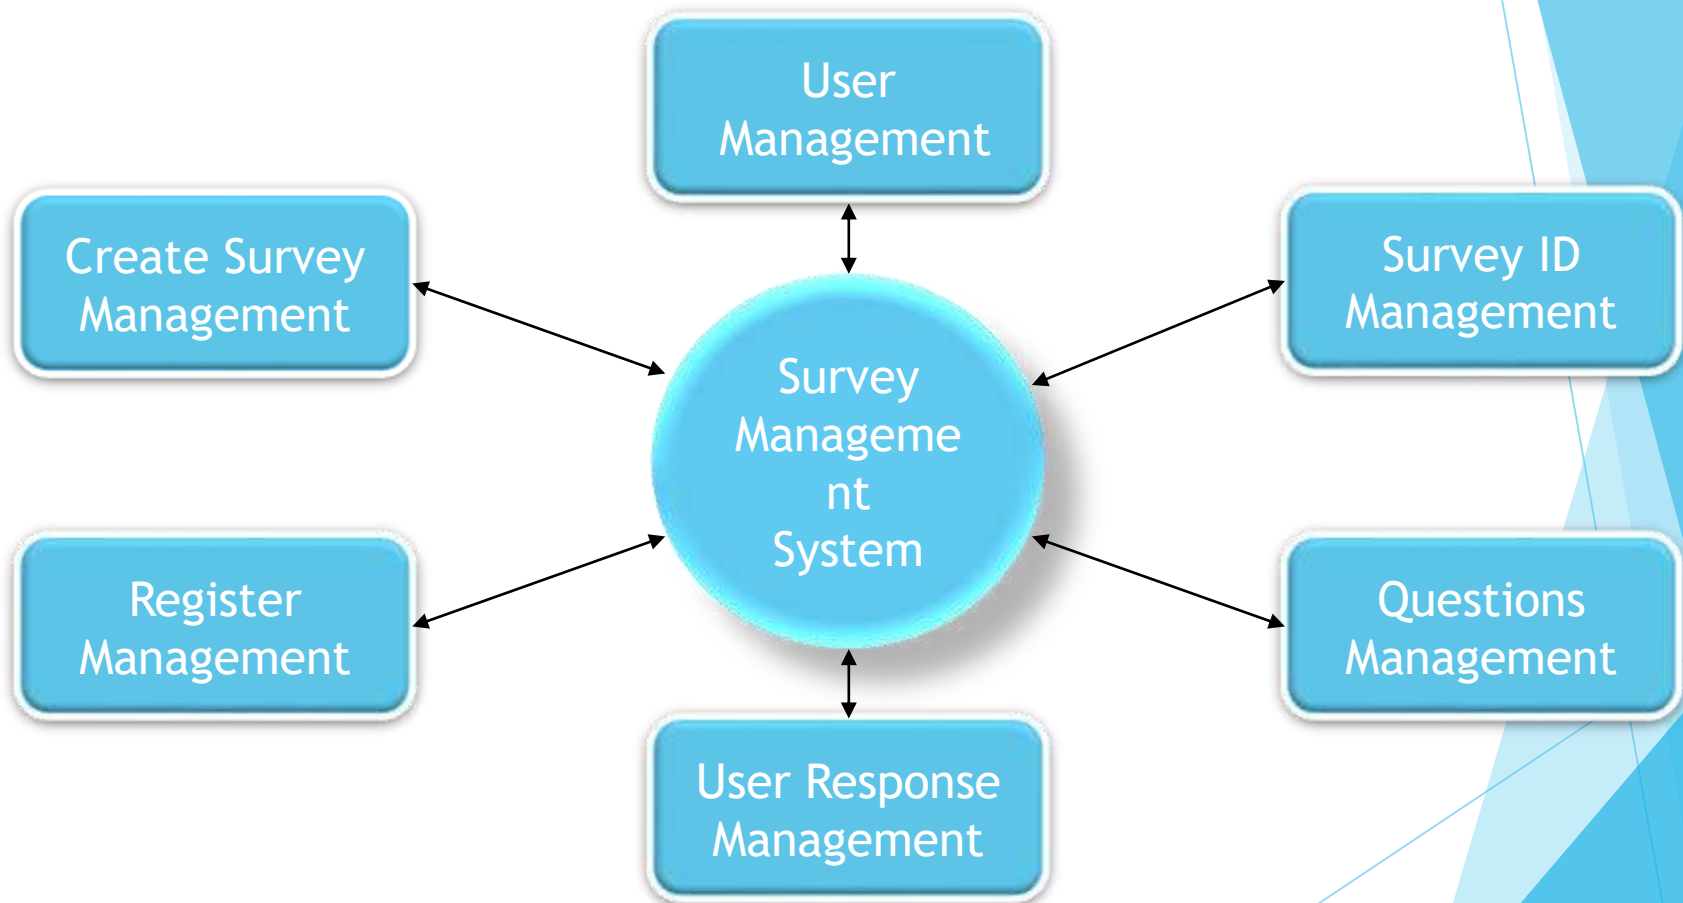 User
Management
Create Survey
Management
Survey ID
Management
Survey
Manageme
nt
System
Register
Management
Questions
Management
User Response
Management